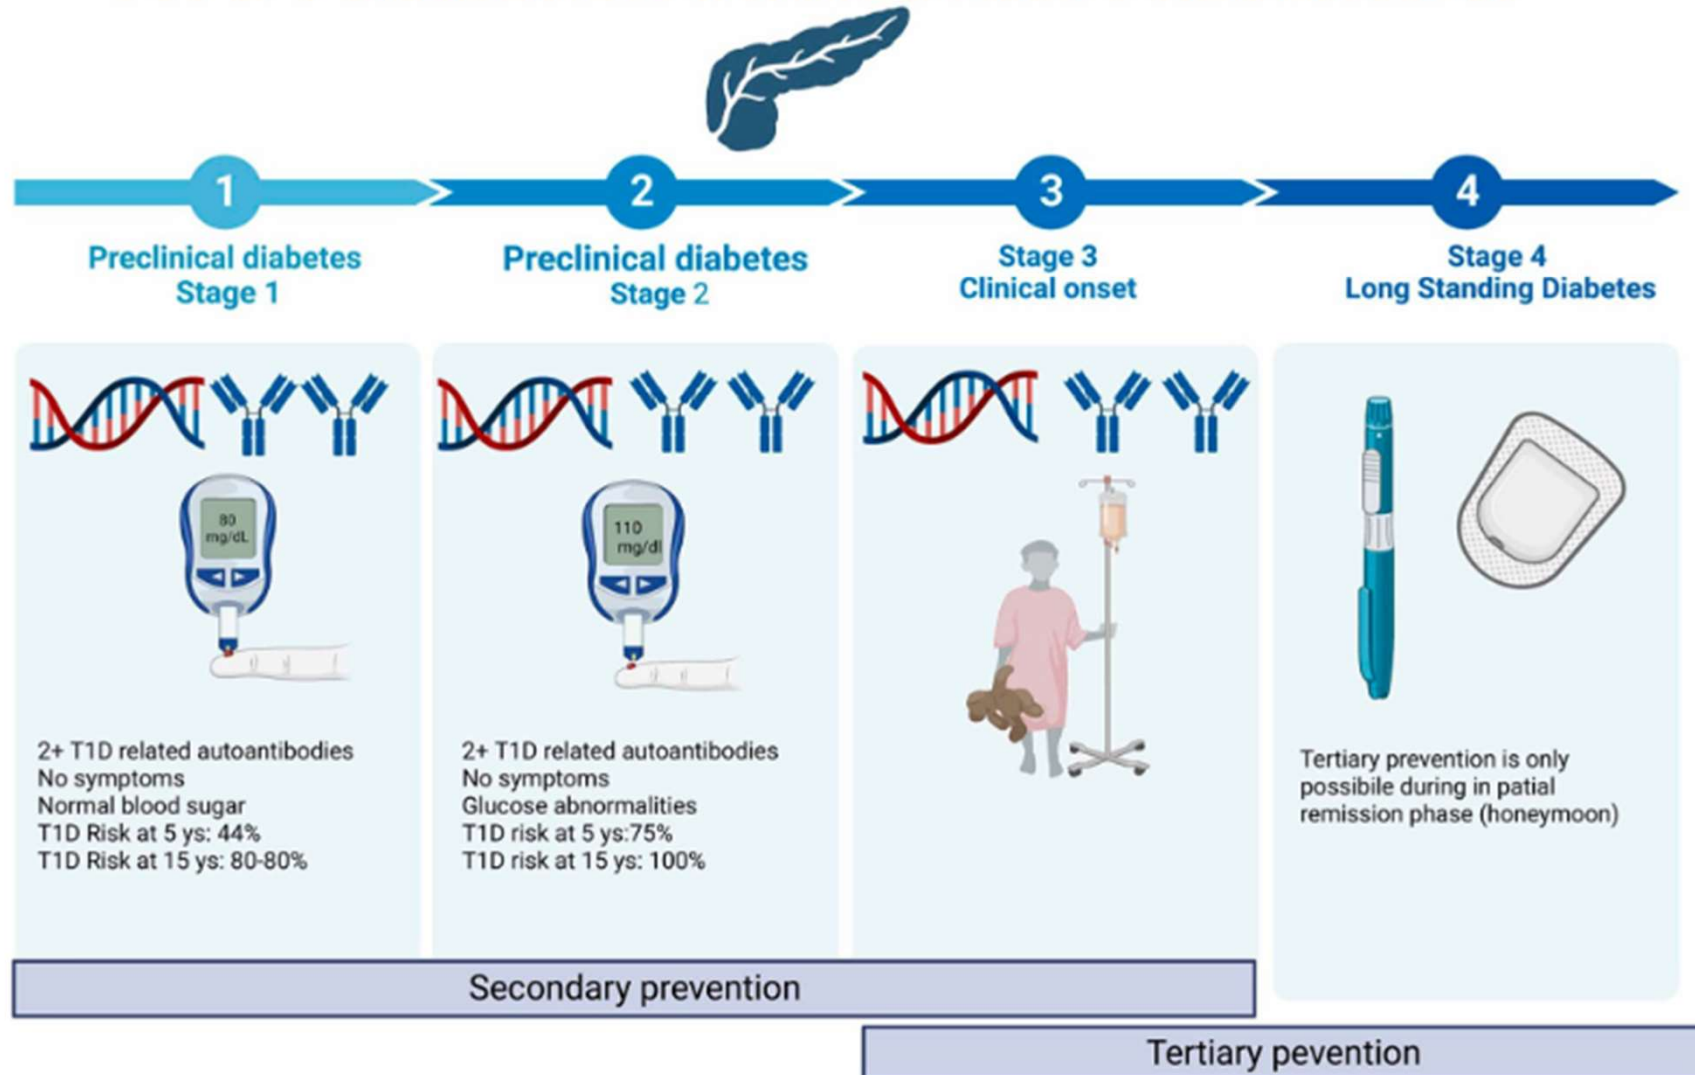 1
2
3
4
Preclinical diabetes
Stage 1
Preclinical diabetes
Stage 2
Stage 3
Clinical onset
Stage 4
Long Standing Diabetes
80
mg/dL
110
mg/dl
2+ T1D related autoantibodies
No symptoms
Normal blood sugar
T1D Risk at 5 ys: 44%
T1D Risk at 15 ys: 80-80%
2+ T1D related autoantibodies
No symptoms
Glucose abnormalities
T1D risk at 5 ys:75%
T1D risk at 15 ys: 100%
Tertiary prevention is only
possibile during in patial
remission phase (honeymoon)
Secondary prevention
Tertiary pevention